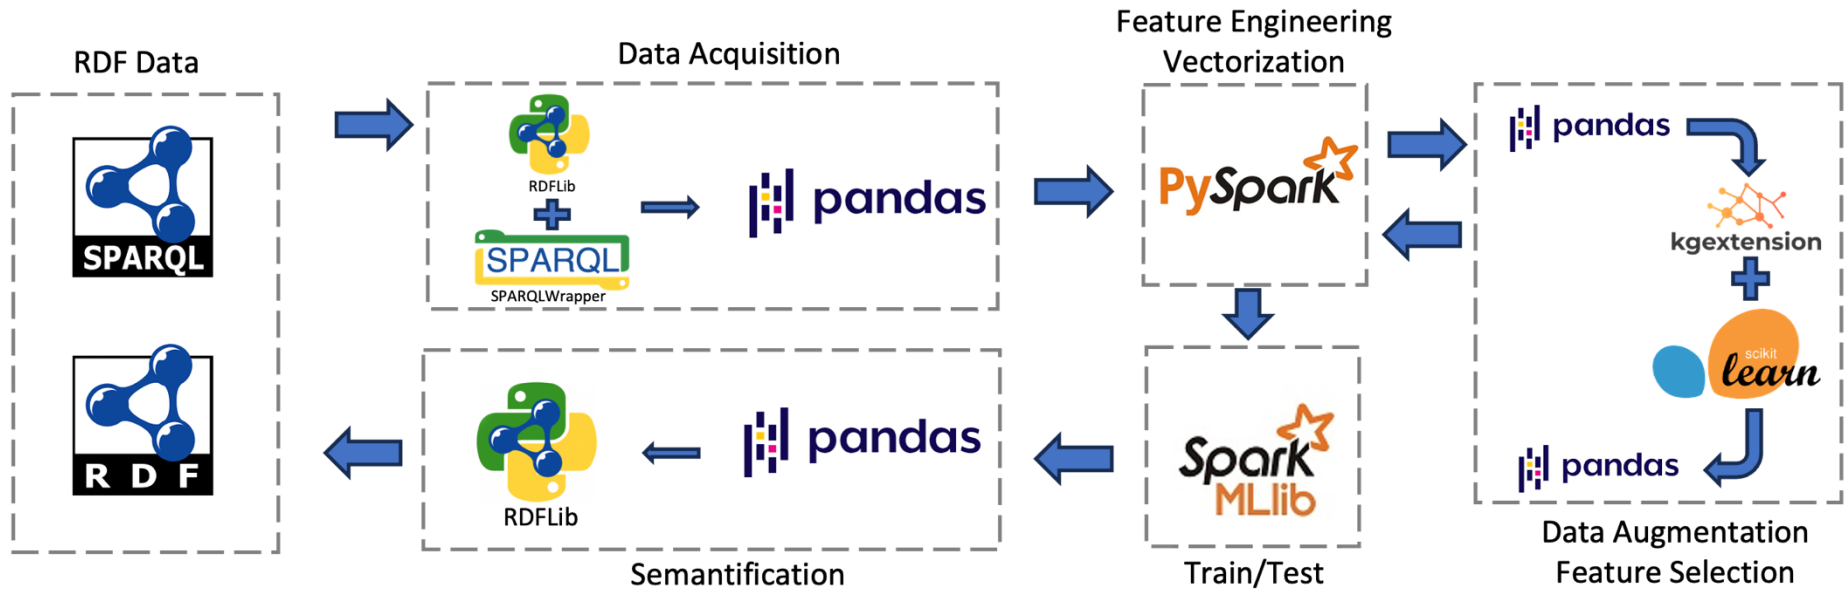 RDF Data
SPARQL
R D F
Data Acquisition
RDFLib
SPARQL
SPARQLWrapper
pandas
Feature Engineering
Vectorization
PySpark
pandas
kgextension
scikit
learn
pandas
Data Augmentation
Feature Selection
Spark
MLlib
Train/Test
pandas
RDFLib
Semantification